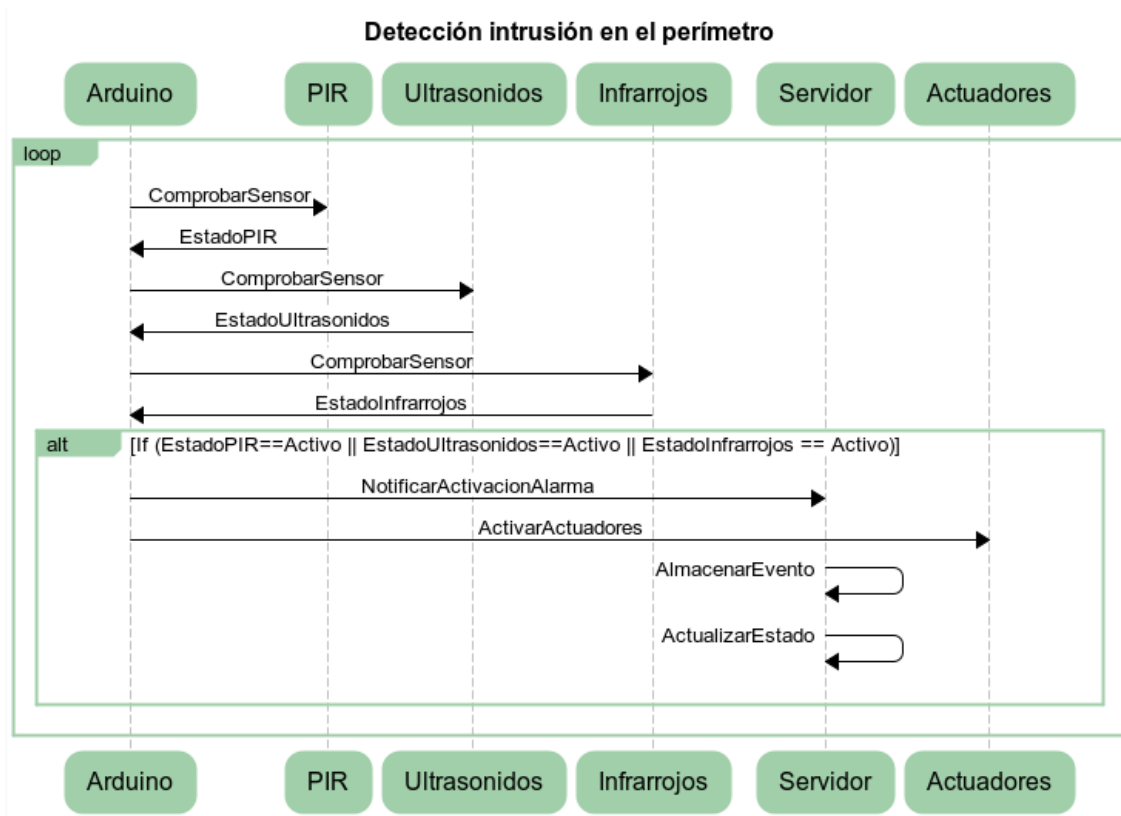 Detección intrusión en el perímetro
Arduino PIR Ultrasonidos Infrarrojos Servidor Actuadores
loop
ComprobarSensor
EstadoPIR
ComprobarSensor
EstadoUltrasonidos
ComprobarSensor
EstadoInfrarrojos
alt [If (EstadoPIR==Activo || EstadoUltrasonidos==Activo || EstadoInfrarrojos == Activo)]
NotificarActivacionAlarma
ActivarActuadores
AlmacenarEvento
ActualizarEstado
Arduino PIR Ultrasonidos Infrarrojos Servidor Actuadores